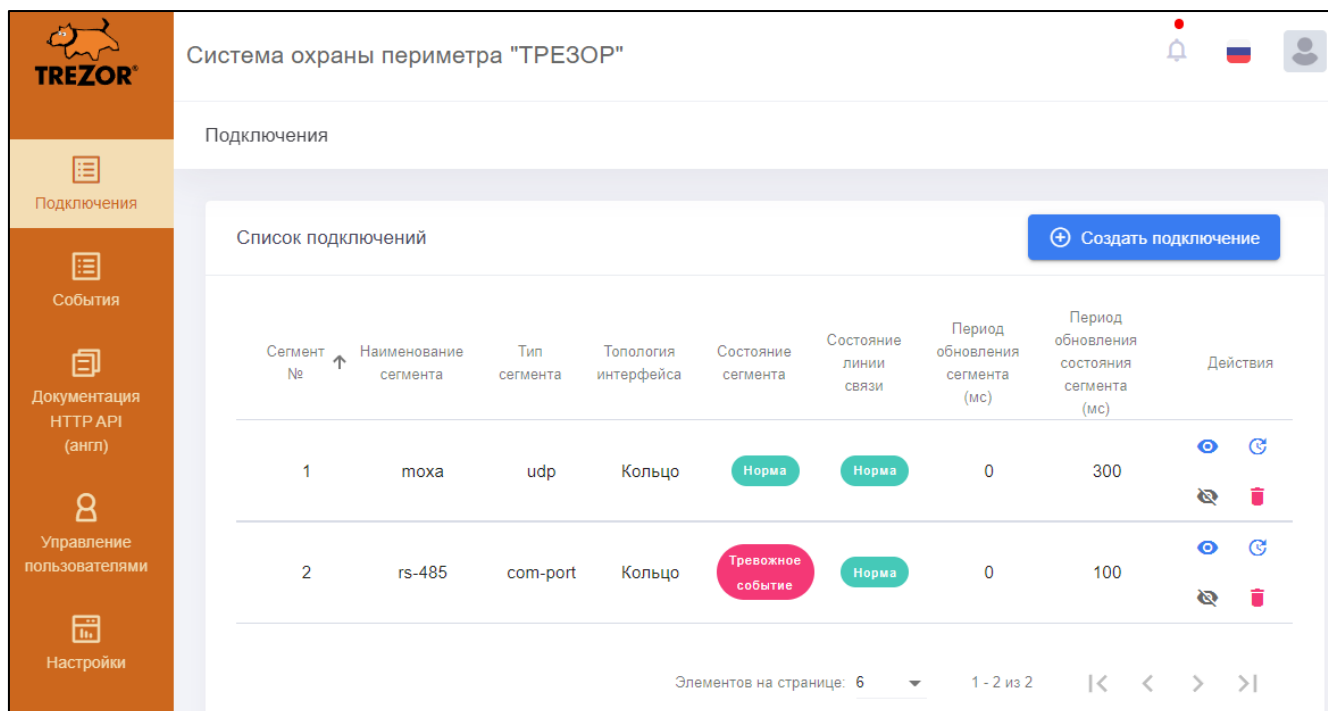 TREZOR®
Система охраны периметра "ТРЕЗОР"
Подключения
Подключения
События
Документация
HTTP API
(англ)
Управление
пользователями
Настройки
Список подключений
Создать подключение
Сегмент
№
Наименование
сегмента
Тип
сегмента
Топология
интерфейса
Состояние
сегмента
Состояние
линии
связи
Период
обновления
сегмента
(мс)
Период
обновления
состояния
сегмента
(мс)
Действия
1 moxa udp Кольцо Норма Норма 0 300
2 rs-485 com-port Кольцо Тревожное
событие Норма 0 100
Элементов на странице: 6 1 - 2 из 2